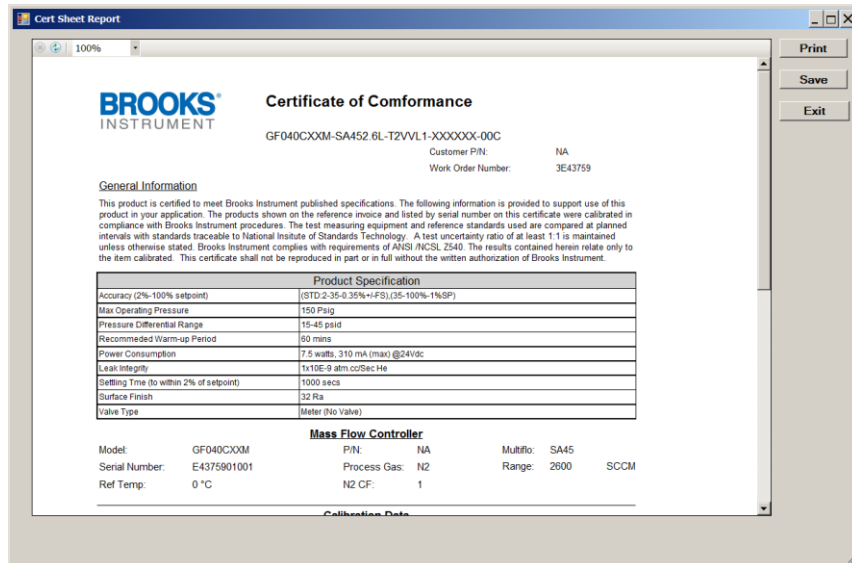 Cert Sheet Report
100%
Print
Save
Exit
BROOKS®
INSTRUMENT
Certificate of Comformance
GF040CXXM-SA452.6L-T2VVL1-XXXXXX-00C
Customer P/N: NA
Work Order Number: 3E43759
General Information
This product is certified to meet Brooks Instrument published specifications. The following information is provided to support use of this
product in your application. The products shown on the reference invoice and listed by serial number on this certificate were calibrated in
compliance with Brooks Instrument procedures. The test measuring equipment and reference standards used are compared at planned
intervals with standards traceable to National Insitute of Standards Technology. A test uncertainty ratio of at least 1:1 is maintained
unless otherwise stated. Brooks Instrument complies with requirements of ANSI /NCSL Z540. The results contained herein relate only to
the item calibrated. This certificate shall not be reproduced in part or in full without the written authorization of Brooks Instrument.
Product Specification
Accuracy (2%-100% setpoint) (STD:2-35-0.35%+/-FS),(35-100%-1%SP)
Max Operating Pressure 150 Psig
Pressure Differential Range 15-45 psid
Recommeded Warm-up Period 60 mins
Power Consumption 7.5 watts, 310 mA (max) @24Vdc
Leak Integrity 1x10E-9 atm.cc/Sec He
Settling Tme (to within 2% of setpoint) 1000 secs
Surface Finish 32 Ra
Valve Type Meter (No Valve)
Mass Flow Controller
Model: GF040CXXM P/N: NA Multiflo: SA45
Serial Number: E4375901001 Process Gas: N2 Range: 2600 SCCM
Ref Temp: 0 °C N2 CF: 1
Calibration Data